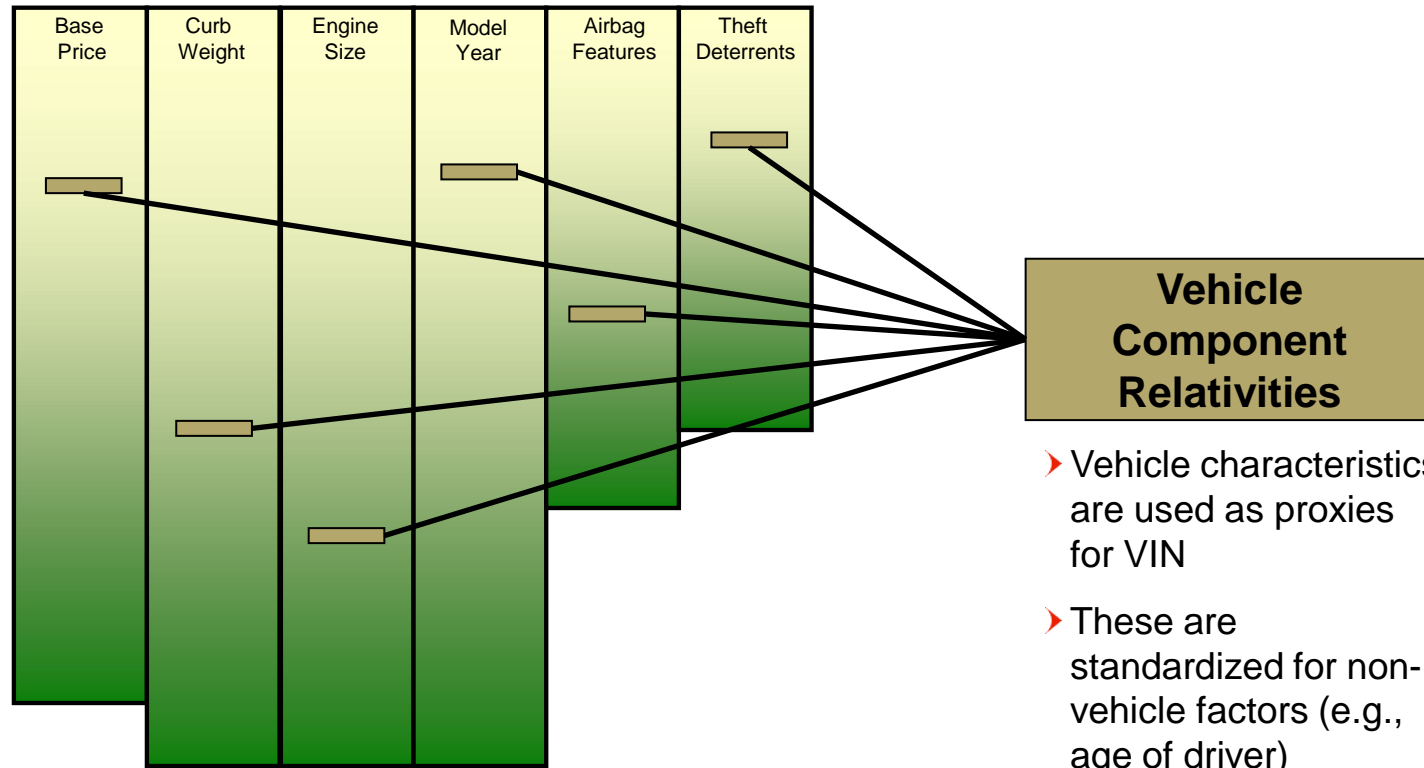 Base
Price
Curb
Weight
Engine
Size
Model
Year
Airbag
Features
Theft
Deterrents
Vehicle
Component
Relativities
Vehicle characteristics
are used as proxies
for VIN
These are
standardized for non-
vehicle factors (e.g.,
age of driver)